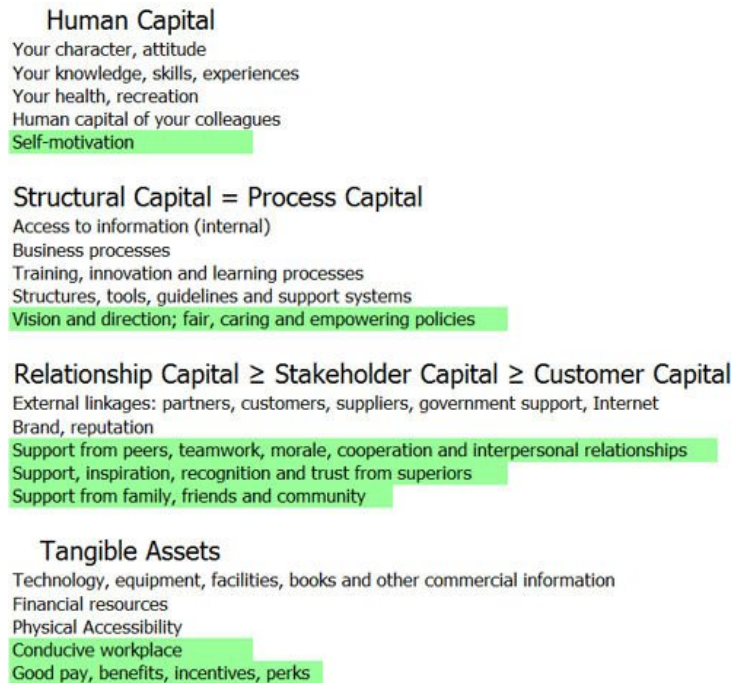 Human Capital
Your character, attitude
Your knowledge, skills, experiences
Your health, recreation
Human capital of your colleagues
Self-motivation
Structural Capital = Process Capital
Access to information (internal)
Business processes
Training, innovation and learning processes
Structures, tools, guidelines and support systems
Vision and direction; fair, caring and empowering policies
Relationship Capital ≥ Stakeholder Capital ≥ Customer Capital
External linkages: partners, customers, suppliers, government support, Internet
Brand, reputation
Support from peers, teamwork, morale, cooperation and interpersonal relationships
Support, inspiration, recognition and trust from superiors
Support from family, friends and community
Tangible Assets
Technology, equipment, facilities, books and other commercial information
Financial resources
Physical Accessibility
Conducive workplace
Good pay, benefits, incentives, perks